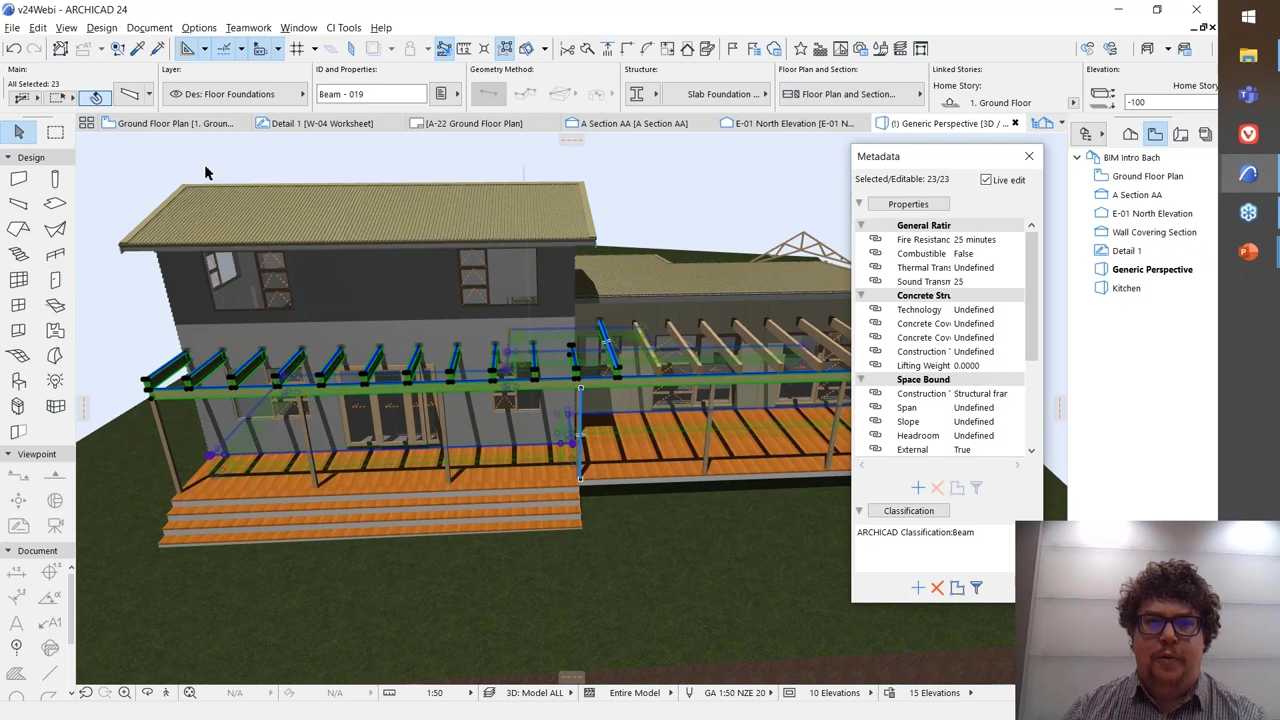 v24Webi - ARCHICAD 24
File Edit View Design Document Options Teamwork Window CI Tools Help
Main: Layer: ID and Properties: Geometry Method: Structure: Floor Plan and Section: Linked Stories: Elevation:
All Selected: 23
Des: Floor Foundations
Beam - 019
Slab Foundation ...
Floor Plan and Section...
Home Story:
1. Ground Floor
Home Story
-100
Ground Floor Plan [1. Groun...
Detail 1 [W-04 Worksheet]
[A-22 Ground Floor Plan]
A Section AA [A Section AA]
E-01 North Elevation [E-01 N...
(!) Generic Perspective [3D / ...
Design
Viewpoint
Document
Metadata
Selected/Editable: 23/23
Live edit
Properties
General Ratir
Fire Resistanc 25 minutes
Combustible False
Thermal Tran: Undefined
Sound Transm 25
Concrete Stru
Technology Undefined
Concrete Cov Undefined
Concrete Cov Undefined
Construction ' Undefined
Lifting Weight 0.0000
Space Bound
Construction ' Structural frar
Span Undefined
Slope Undefined
Headroom Undefined
External True
Classification
ARCHICAD Classification:Beam
BIM Intro Bach
Ground Floor Plan
A Section AA
E-01 North Elevation
Wall Covering Section
Detail 1
Generic Perspective
Kitchen
N/A
N/A
1:50
3D: Model ALL
Entire Model
GA 1:50 NZE 20
10 Elevations
15 Elevations